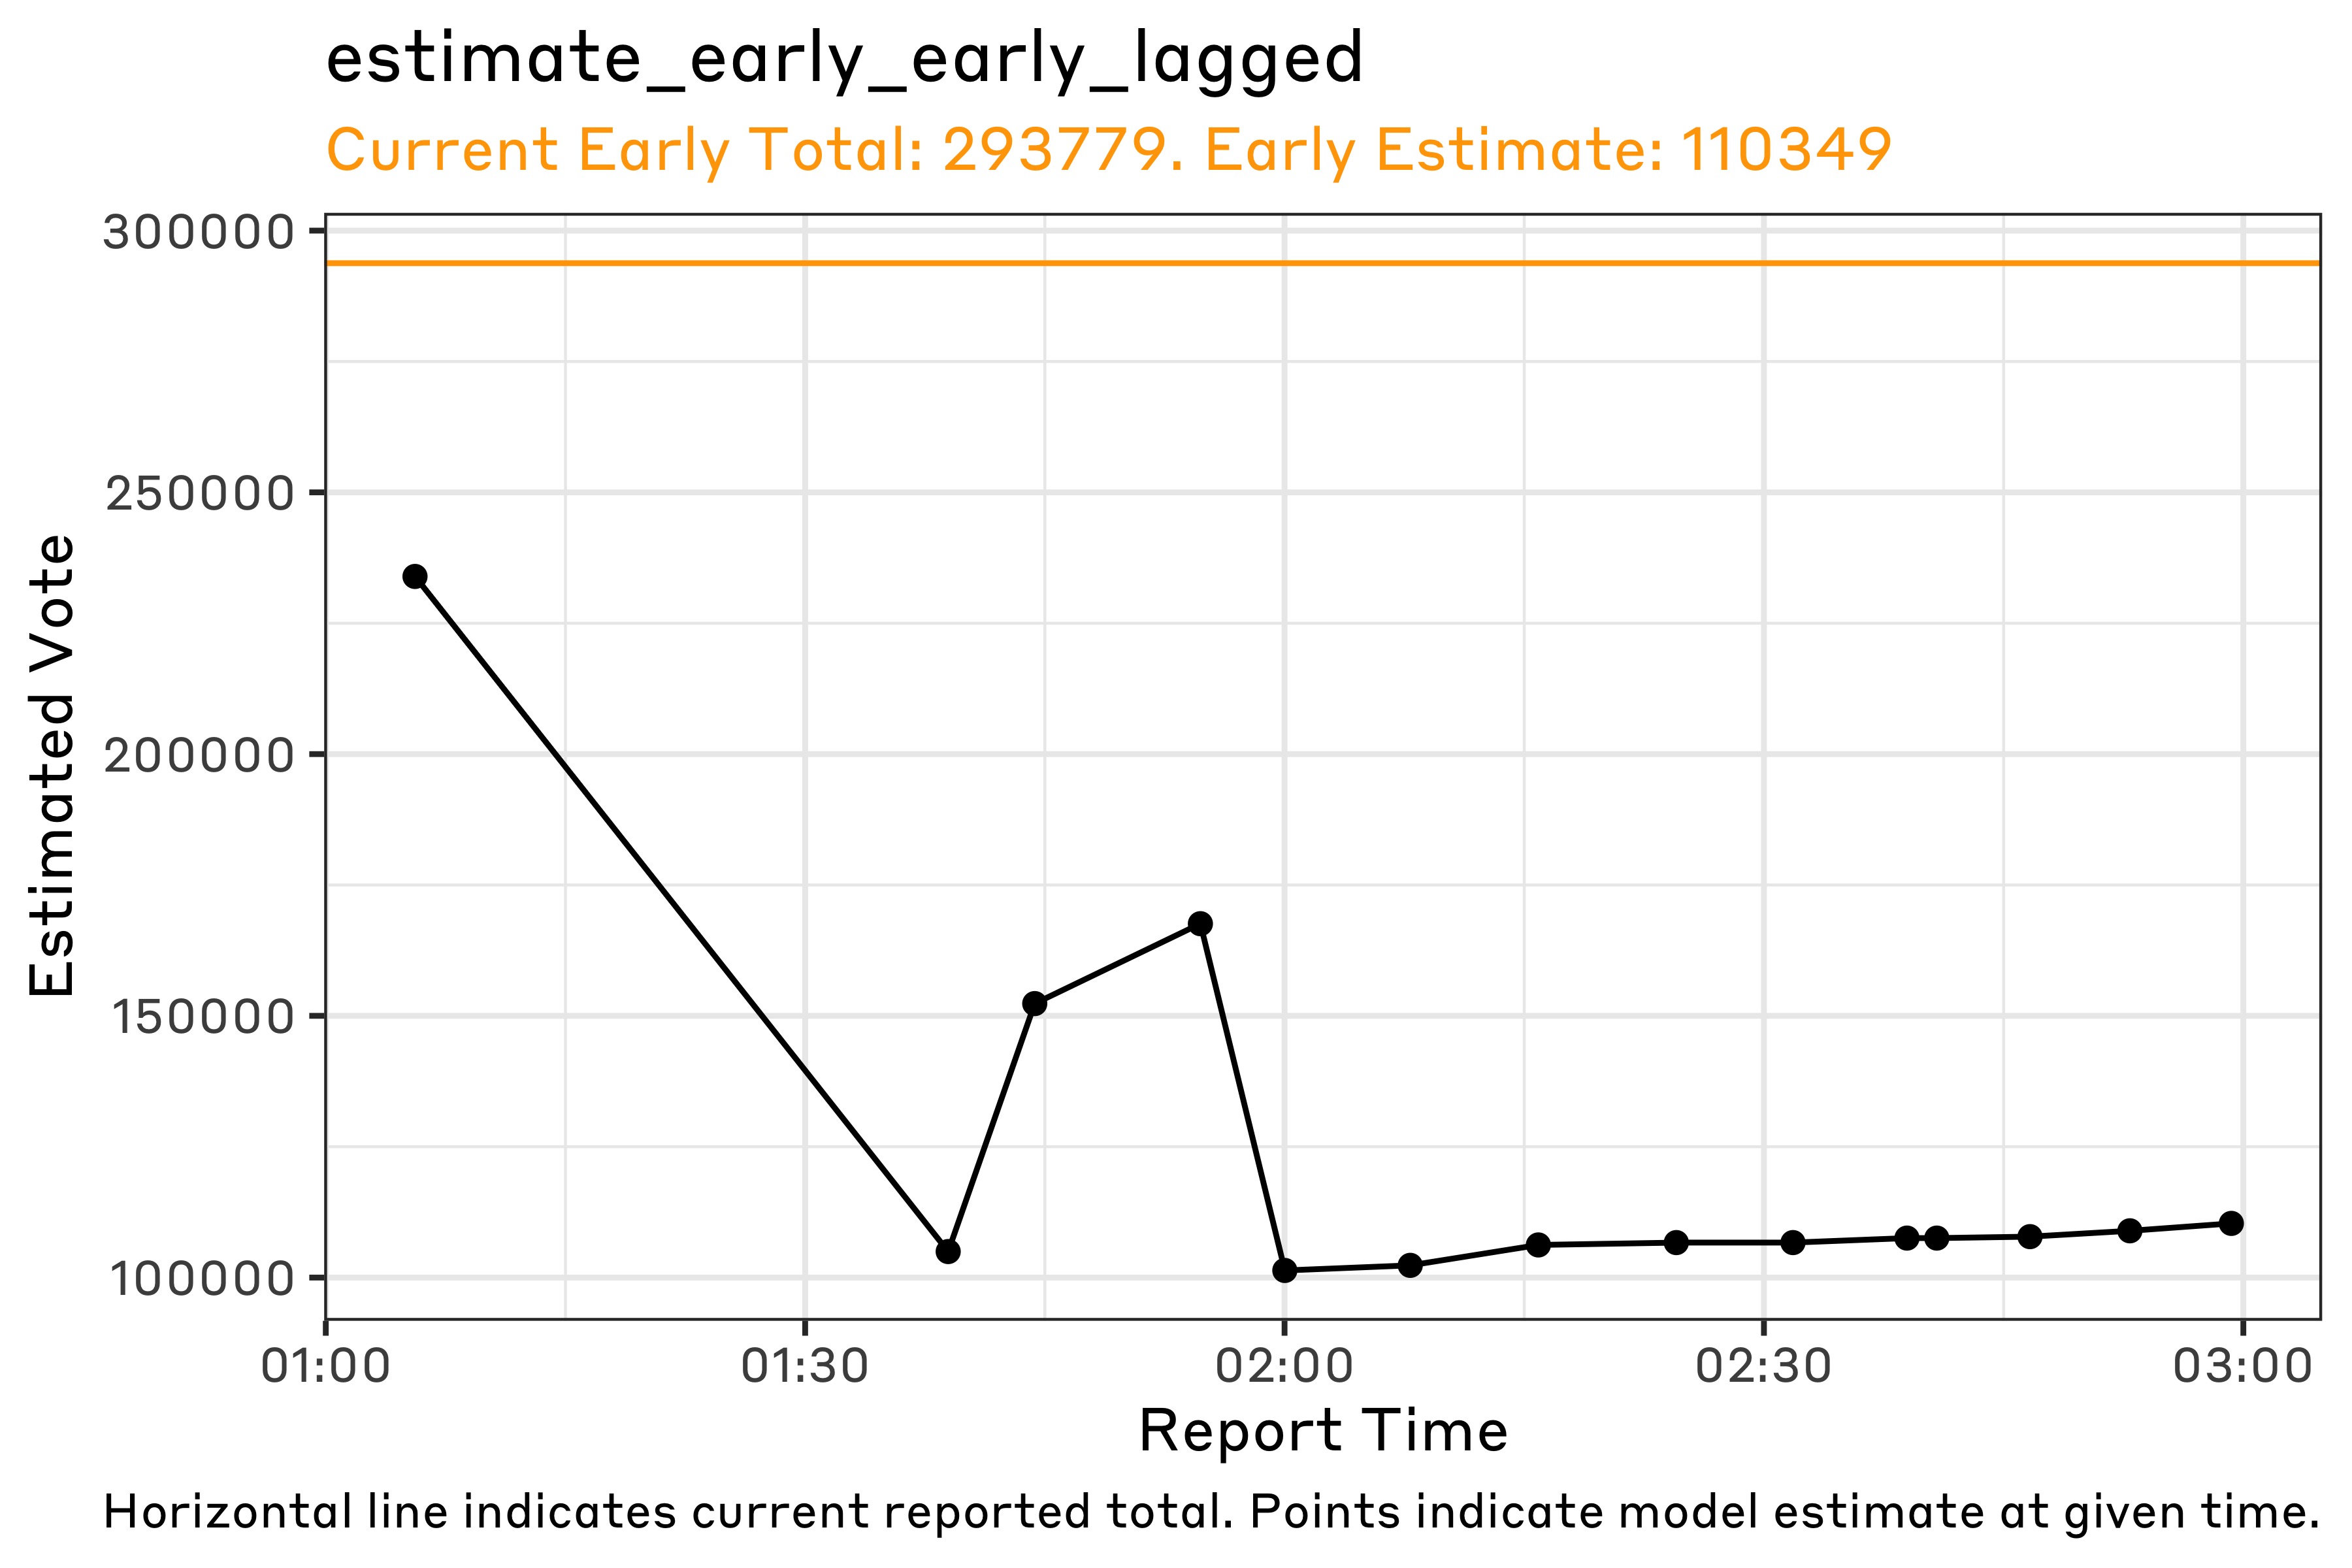 estimate_early_early_lagged
Current Early Total: 293779. Early Estimate: 110349
300000
250000
200000
150000
100000
Estimated Vote
01:00 01:30 02:00 02:30 03:00
Report Time
Horizontal line indicates current reported total. Points indicate model estimate at given time.